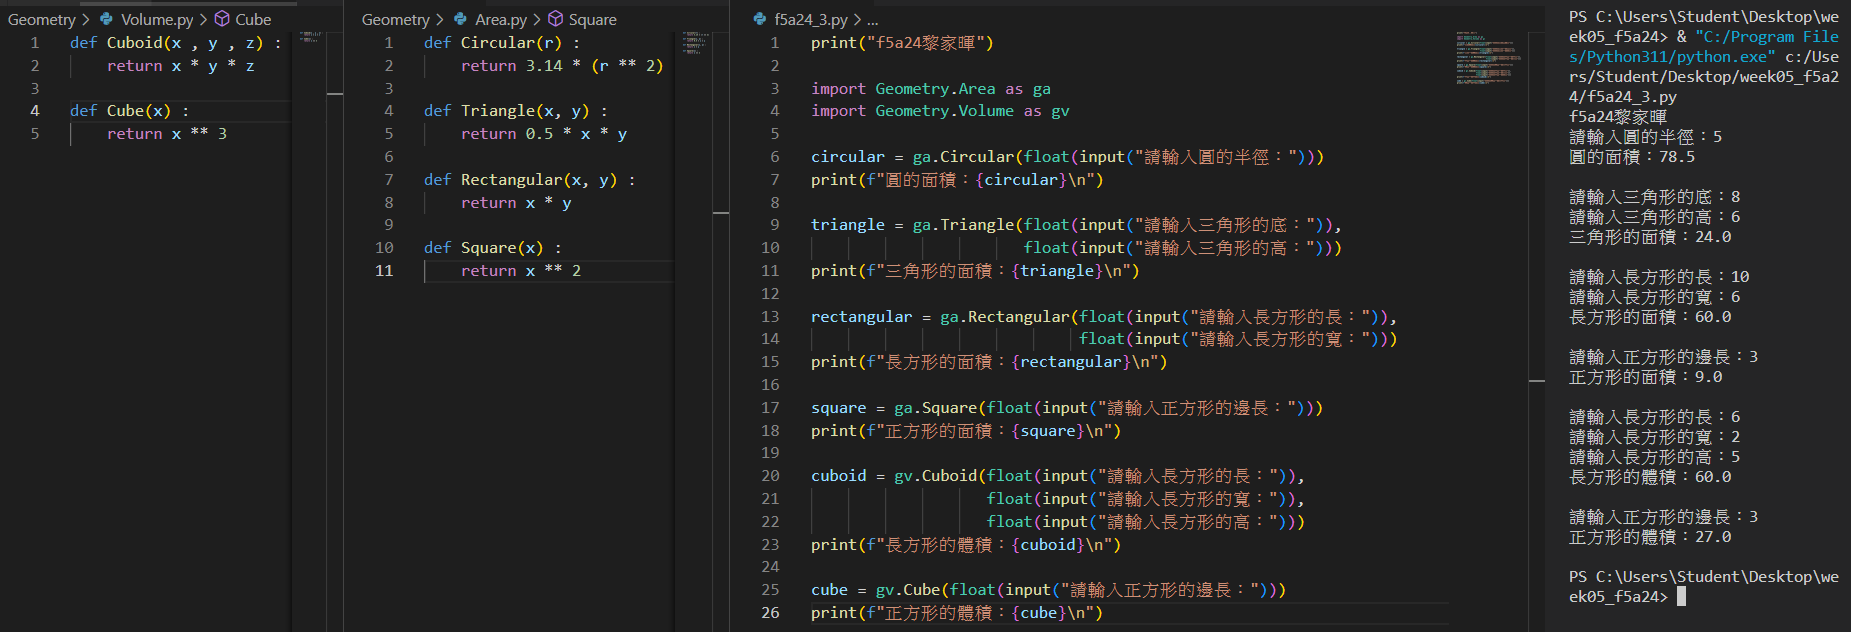 Geometry > Volume.py > Cube
1 def Cuboid(x , y , z) :
2     return x * y * z
3
4 def Cube(x) :
5     return x ** 3
Geometry > Area.py > Square
1 def Circular(r) :
2     return 3.14 * (r ** 2)
3
4 def Triangle(x, y) :
5     return 0.5 * x * y
6
7 def Rectangular(x, y) :
8     return x * y
9
10 def Square(x) :
11     return x ** 2
f5a24_3.py > ...
1 print("f5a24黎家暉")
2
3 import Geometry.Area as ga
4 import Geometry.Volume as gv
5
6 circular = ga.Circular(float(input("請輸入圓的半徑：")))
7 print(f"圓的面積：{circular}\n")
8
9 triangle = ga.Triangle(float(input("請輸入三角形的底：")),
10                        float(input("請輸入三角形的高：")))
11 print(f"三角形的面積：{triangle}\n")
12
13 rectangular = ga.Rectangular(float(input("請輸入長方形的長：")),
14                              float(input("請輸入長方形的寬：")))
15 print(f"長方形的面積：{rectangular}\n")
16
17 square = ga.Square(float(input("請輸入正方形的邊長：")))
18 print(f"正方形的面積：{square}\n")
19
20 cuboid = gv.Cuboid(float(input("請輸入長方形的長：")),
21                    float(input("請輸入長方形的寬：")),
22                    float(input("請輸入長方形的高：")))
23 print(f"長方形的體積：{cuboid}\n")
24
25 cube = gv.Cube(float(input("請輸入正方形的邊長：")))
26 print(f"正方形的體積：{cube}\n")
PS C:\Users\Student\Desktop\we
ek05_f5a24> & "C:/Program File
s/Python311/python.exe" c:/Use
rs/Student/Desktop/week05_f5a2
4/f5a24_3.py
f5a24黎家暉
請輸入圓的半徑：5
圓的面積：78.5

請輸入三角形的底：8
請輸入三角形的高：6
三角形的面積：24.0

請輸入長方形的長：10
請輸入長方形的寬：6
長方形的面積：60.0

請輸入正方形的邊長：3
正方形的面積：9.0

請輸入長方形的長：6
請輸入長方形的寬：2
請輸入長方形的高：5
長方形的體積：60.0

請輸入正方形的邊長：3
正方形的體積：27.0

PS C:\Users\Student\Desktop\we
ek05_f5a24>